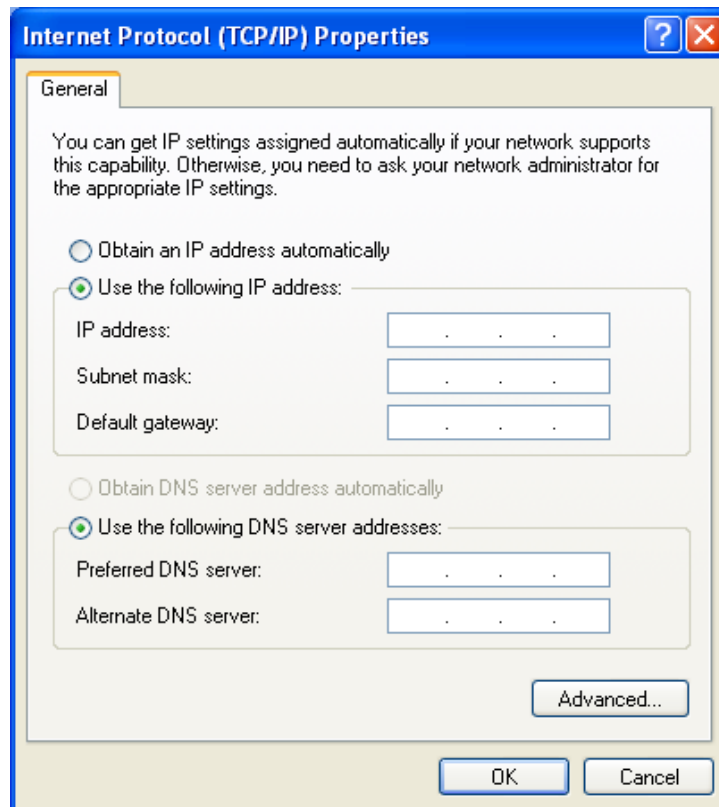 Internet Protocol (TCP/IP) Properties
General
You can get IP settings assigned automatically if your network supports
this capability. Otherwise, you need to ask your network administrator for
the appropriate IP settings.
Obtain an IP address automatically
Use the following IP address:
IP address:
Subnet mask:
Default gateway:
Obtain DNS server address automatically
Use the following DNS server addresses:
Preferred DNS server:
Alternate DNS server:
Advanced...
OK Cancel